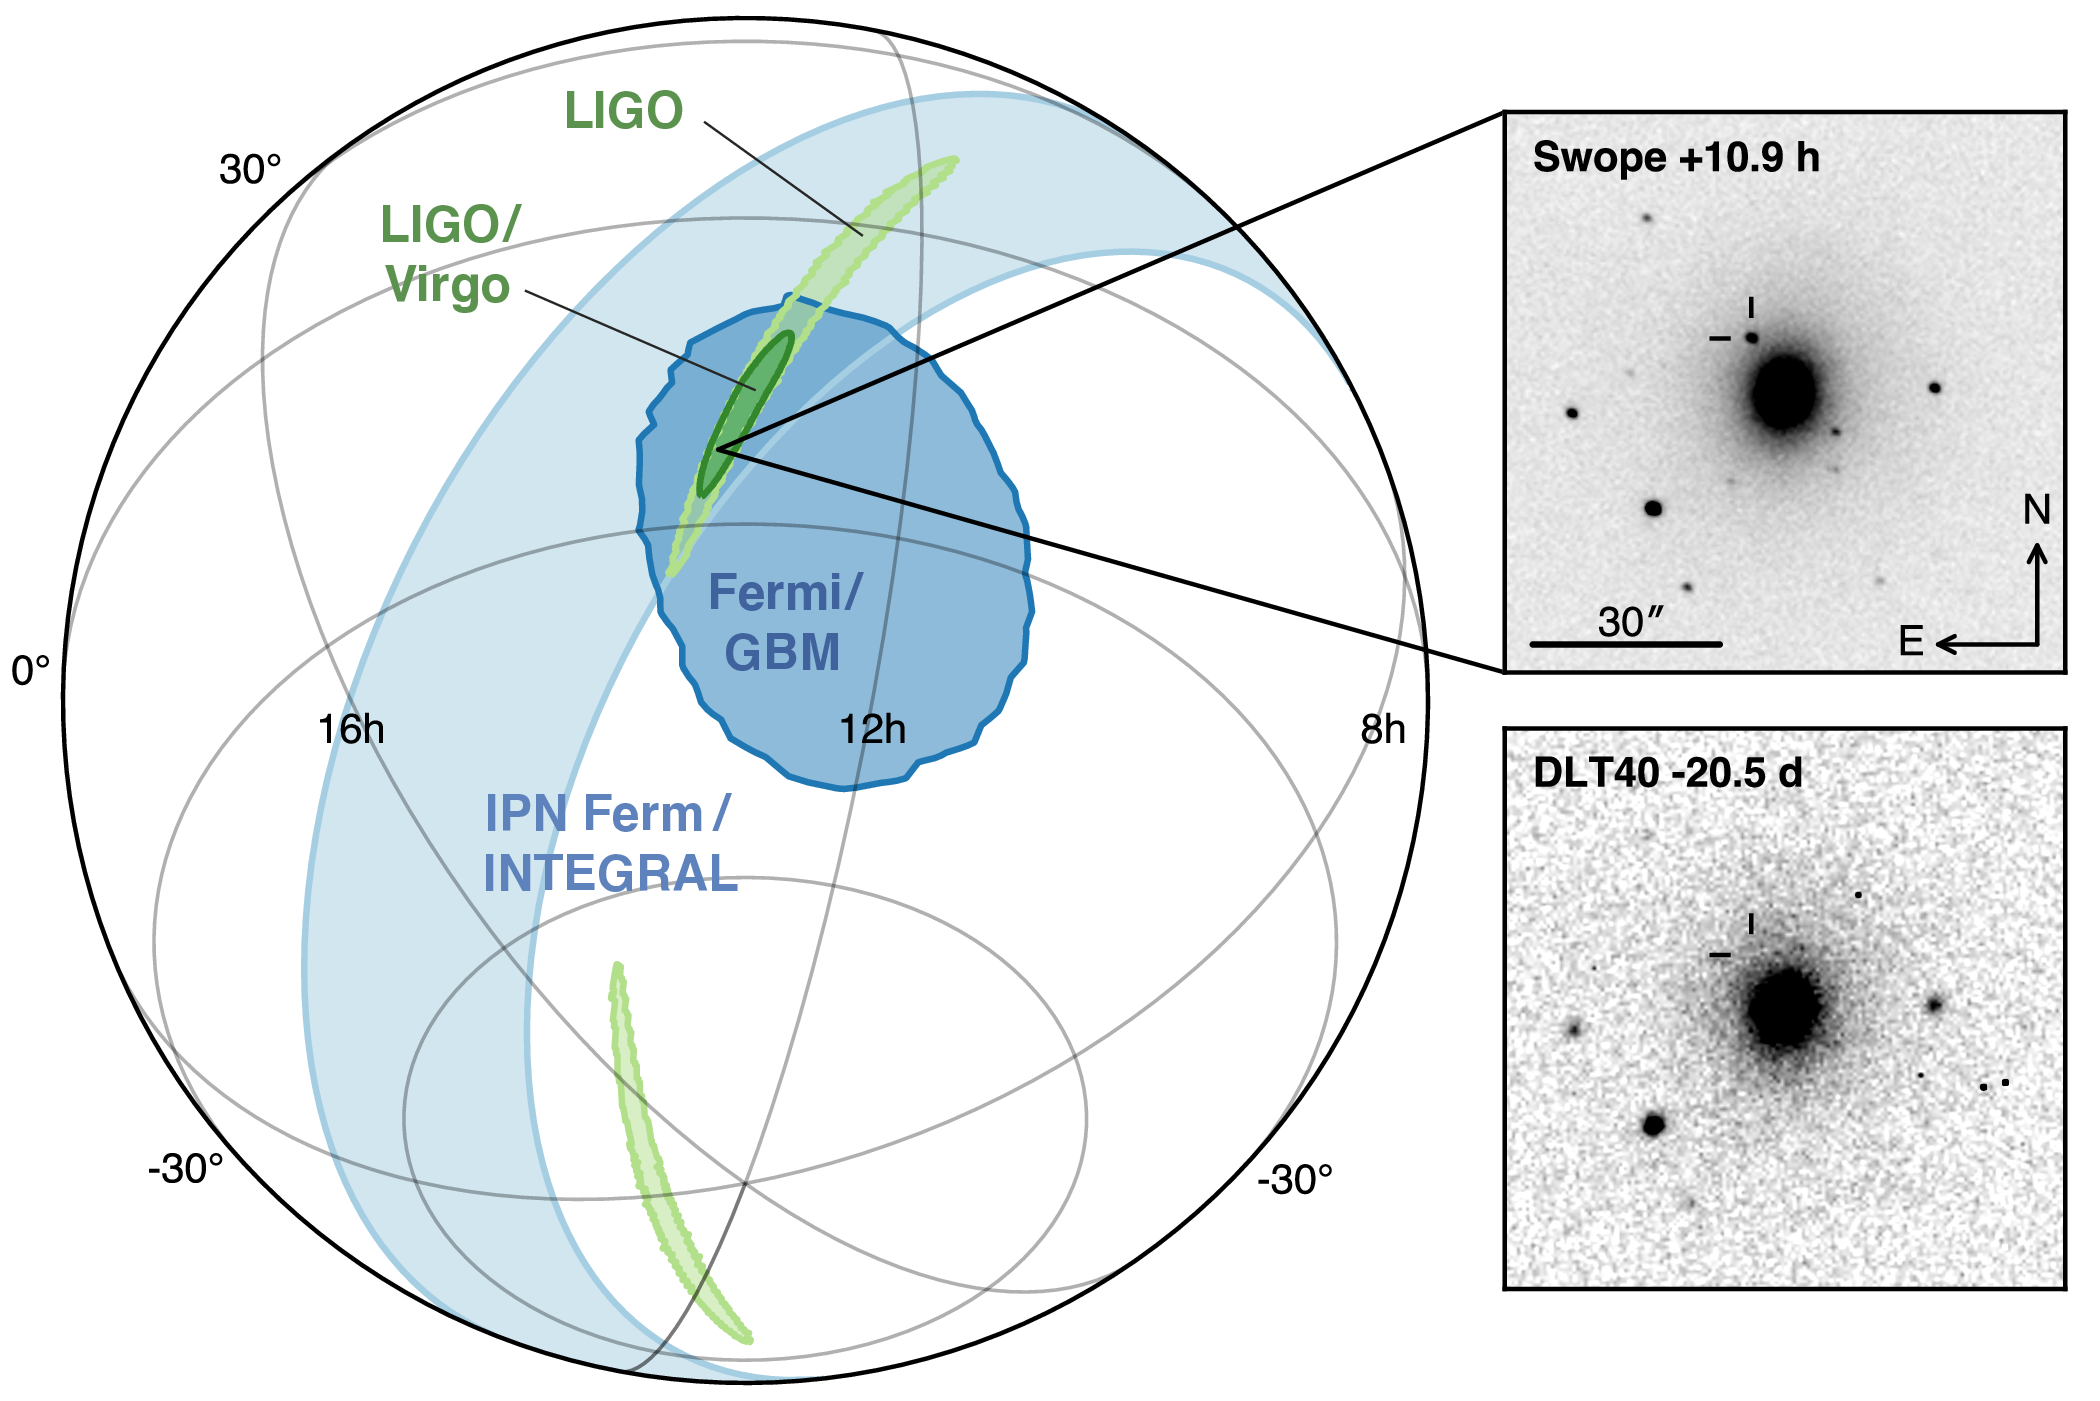 LIGO
30°
LIGO/
Virgo
0°
Fermi/
GBM
16h
12h
8h
IPN Ferm /
INTEGRAL
-30°
-30°
Swope +10.9 h
N
30″
E
DLT40 -20.5 d